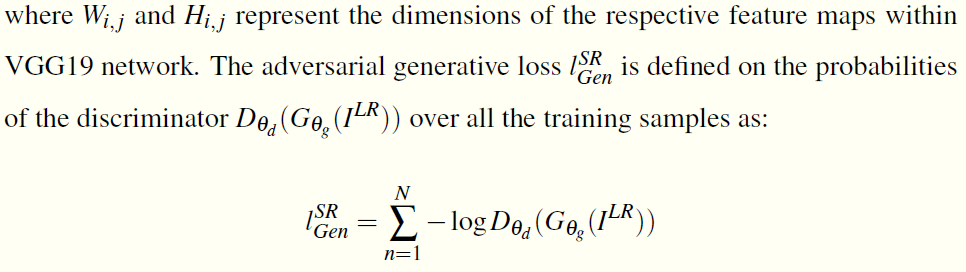 where W_{i,j} and H_{i,j} represent the dimensions of the respective feature maps within
VGG19 network. The adversarial generative loss l^{SR}_{Gen} is defined on the probabilities
of the discriminator D_{θ_d}(G_{θ_g}(I^{LR})) over all the training samples as:
l^{SR}_{Gen} = \sum_{n=1}^{N} − log D_{θ_d}(G_{θ_g}(I^{LR}))